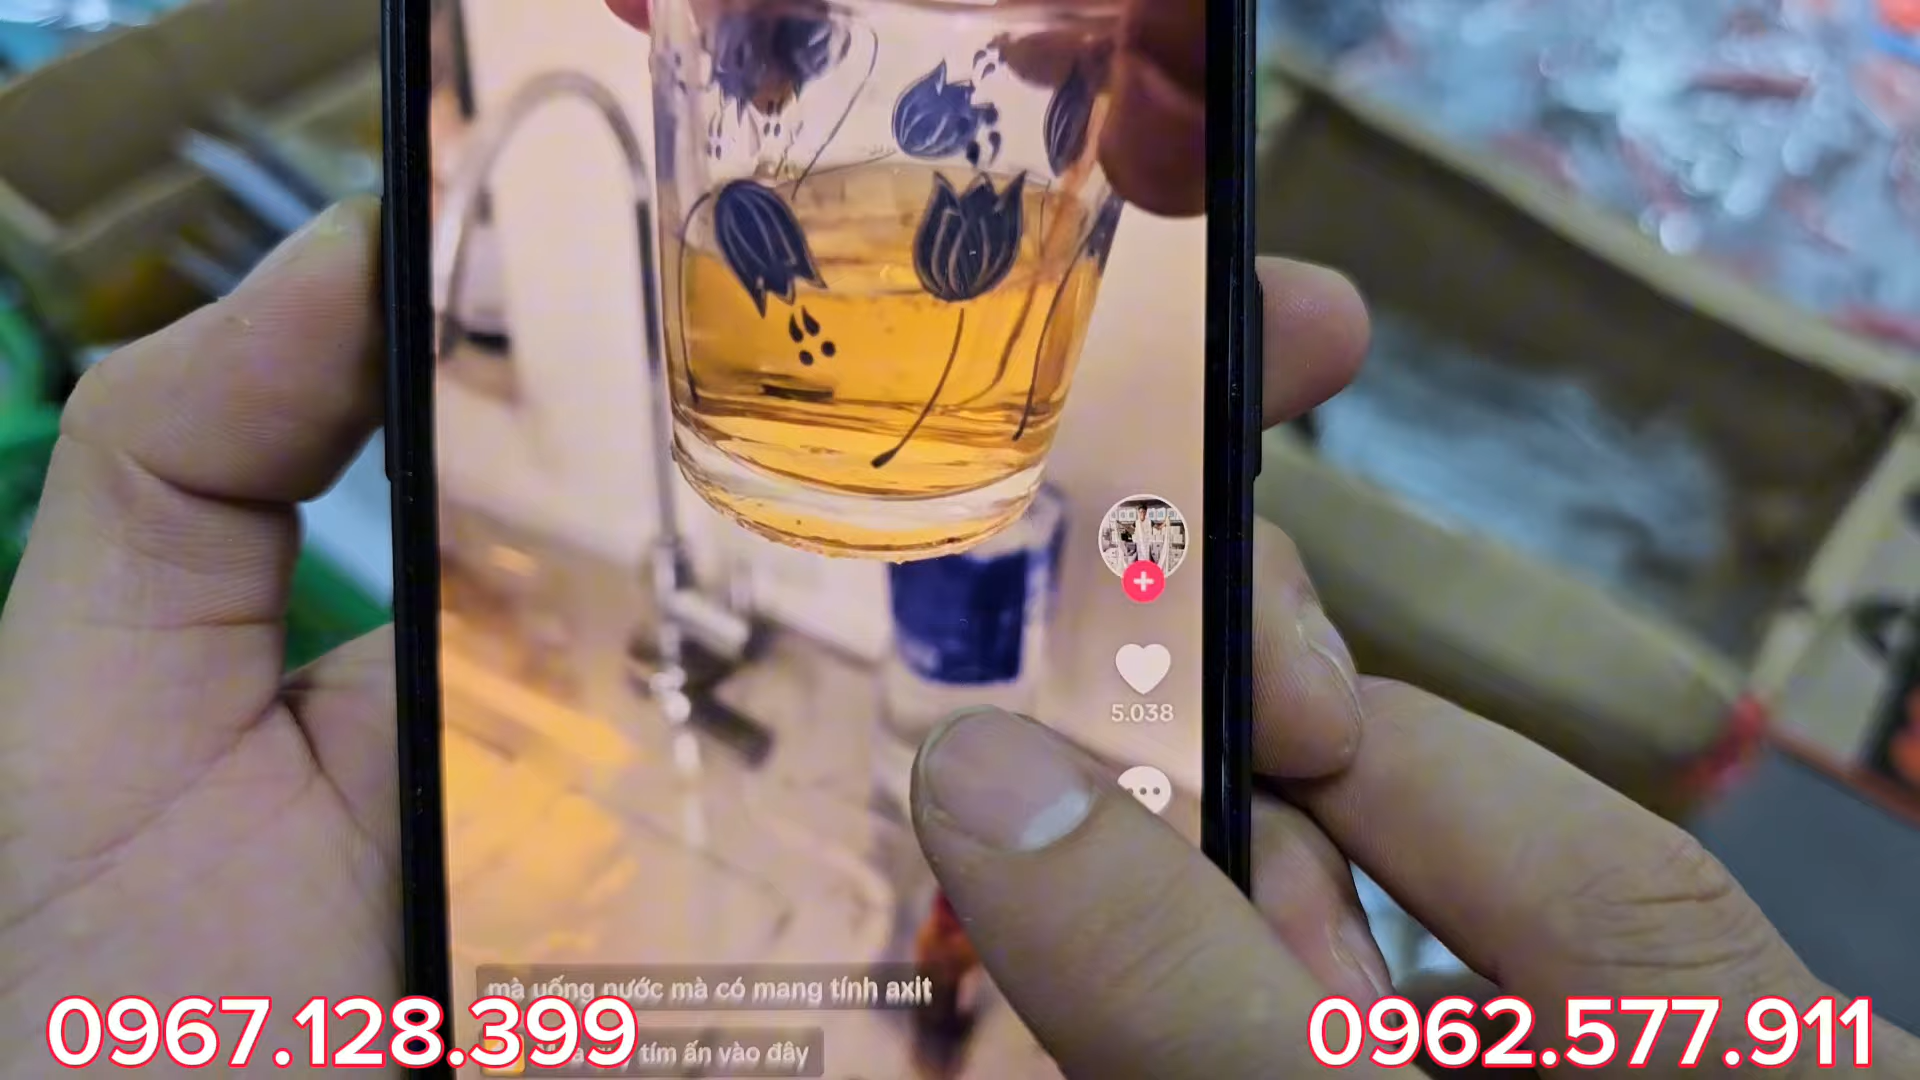 5.038
mà uống nước mà có mang tính axit
tím ấn vào đây
0967.128.399
0962.577.911